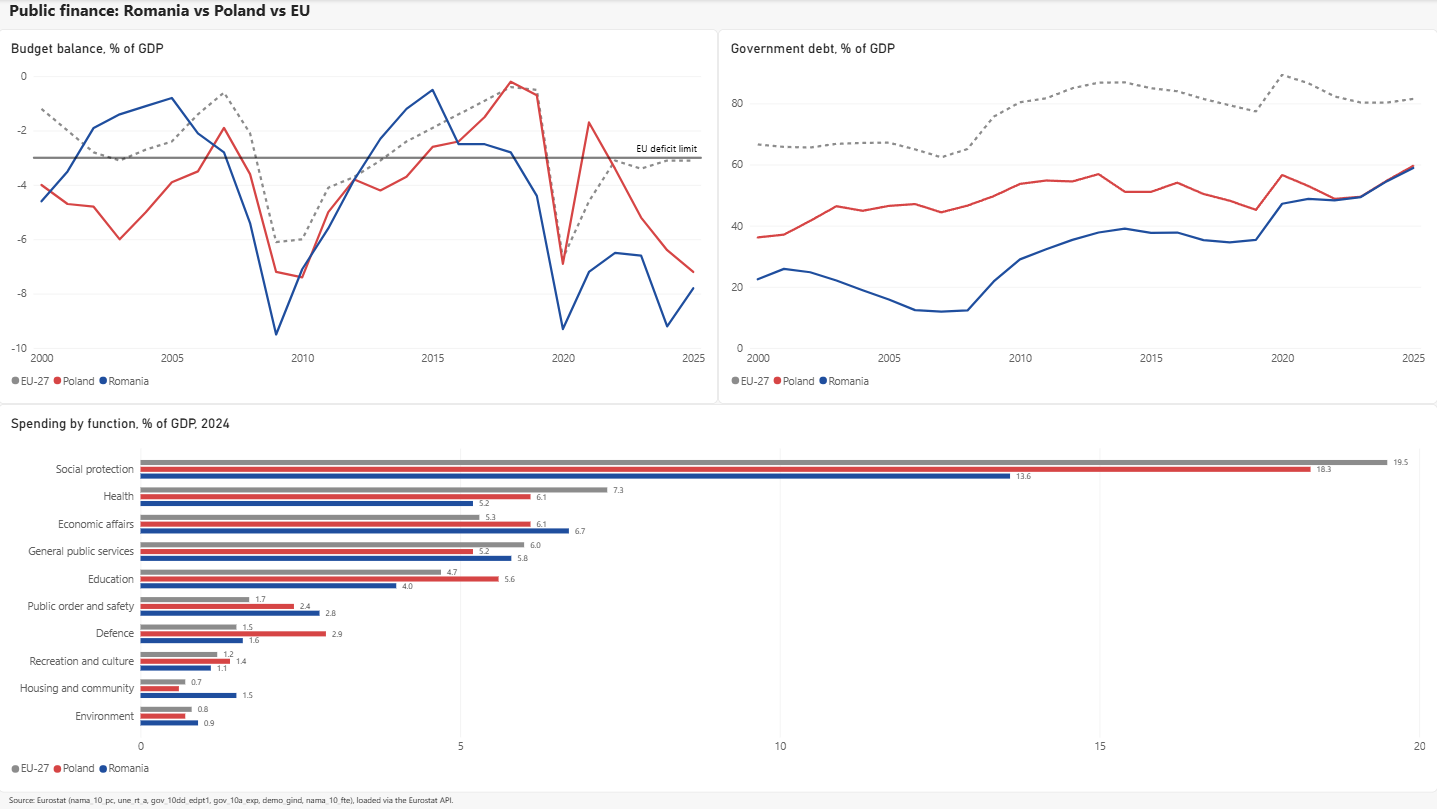 Public finance: Romania vs Poland vs EU
Budget balance, % of GDP
0
-2
EU deficit limit
-4
-6
-8
-10
2000 2005 2010 2015 2020 2025
EU-27 Poland Romania
Government debt, % of GDP
80
60
40
20
0
2000 2005 2010 2015 2020 2025
EU-27 Poland Romania
Spending by function, % of GDP, 2024
Social protection 19.5
18.3
13.6
Health 7.3
6.1
5.2
Economic affairs 5.3
6.1
6.7
General public services 6.0
5.2
5.8
Education 4.7
5.6
4.0
Public order and safety 1.7
2.4
2.8
Defence 1.5
2.9
1.6
Recreation and culture 1.2
1.4
1.1
Housing and community 0.7
1.5
Environment 0.8
0.9
0 5 10 15 20
EU-27 Poland Romania
Source: Eurostat (nama_10_pc, une_rt_a, gov_10dd_edpt1, gov_10a_exp, demo_gind, nama_10_fte), loaded via the Eurostat API.